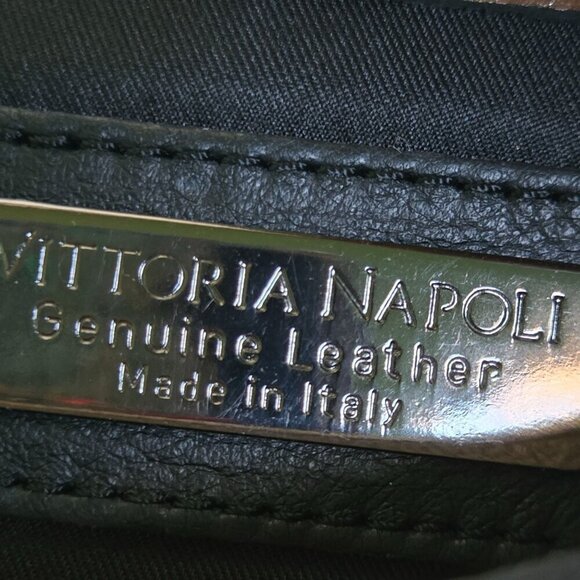 VITTORIA NAPOLI
Genuine Leather
Made in Italy